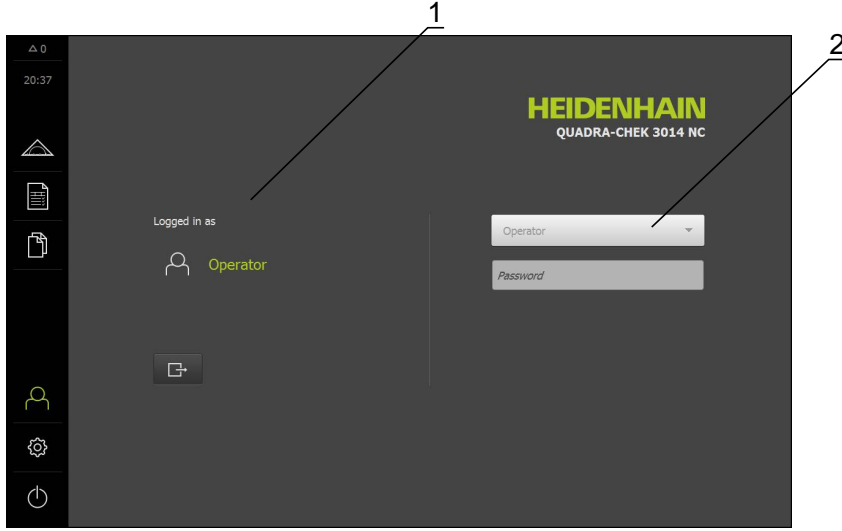 1
2
0
20:37
HEIDENHAIN
QUADRA-CHEK 3014 NC
Logged in as
Operator
Operator
Password